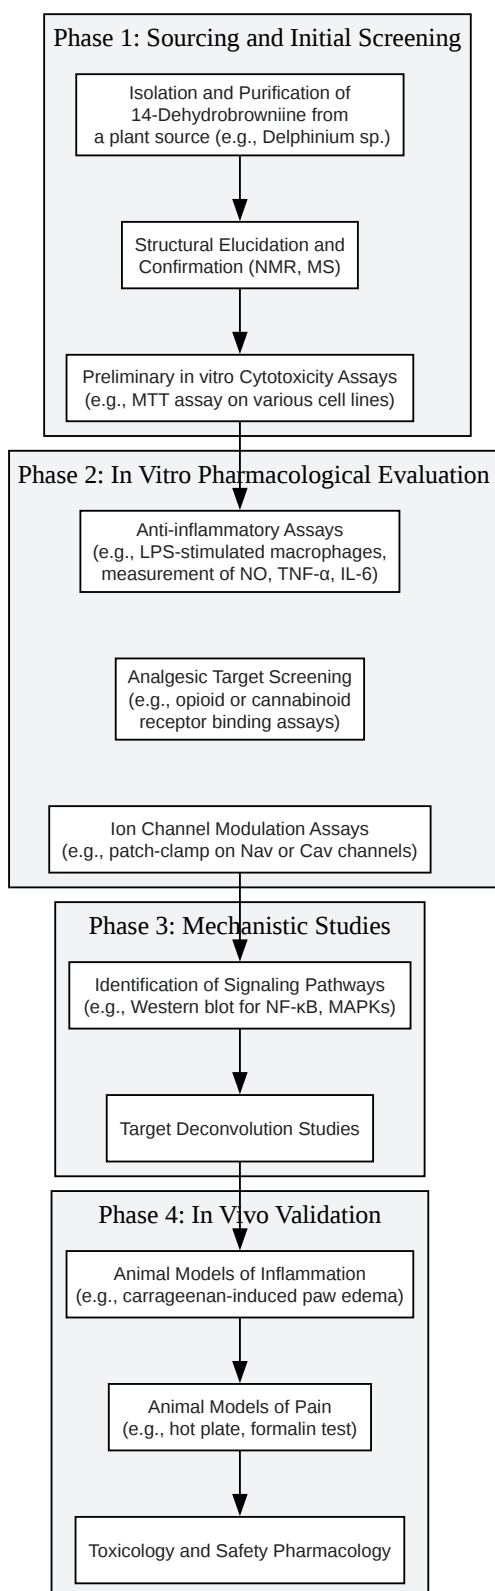 Phase 1: Sourcing and Initial Screening
Isolation and Purification of
14-Dehydrobrowniine from
a plant source (e.g., Delphinium sp.)
Structural Elucidation and
Confirmation (NMR, MS)
Preliminary in vitro Cytotoxicity Assays
(e.g., MTT assay on various cell lines)
Phase 2: In Vitro Pharmacological Evaluation
Anti-inflammatory Assays
(e.g., LPS-stimulated macrophages,
measurement of NO, TNF-α, IL-6)
Analgesic Target Screening
(e.g., opioid or cannabinoid
receptor binding assays)
Ion Channel Modulation Assays
(e.g., patch-clamp on Nav or Cav channels)
Phase 3: Mechanistic Studies
Identification of Signaling Pathways
(e.g., Western blot for NF-κB, MAPKs)
Target Deconvolution Studies
Phase 4: In Vivo Validation
Animal Models of Inflammation
(e.g., carrageenan-induced paw edema)
Animal Models of Pain
(e.g., hot plate, formalin test)
Toxicology and Safety Pharmacology